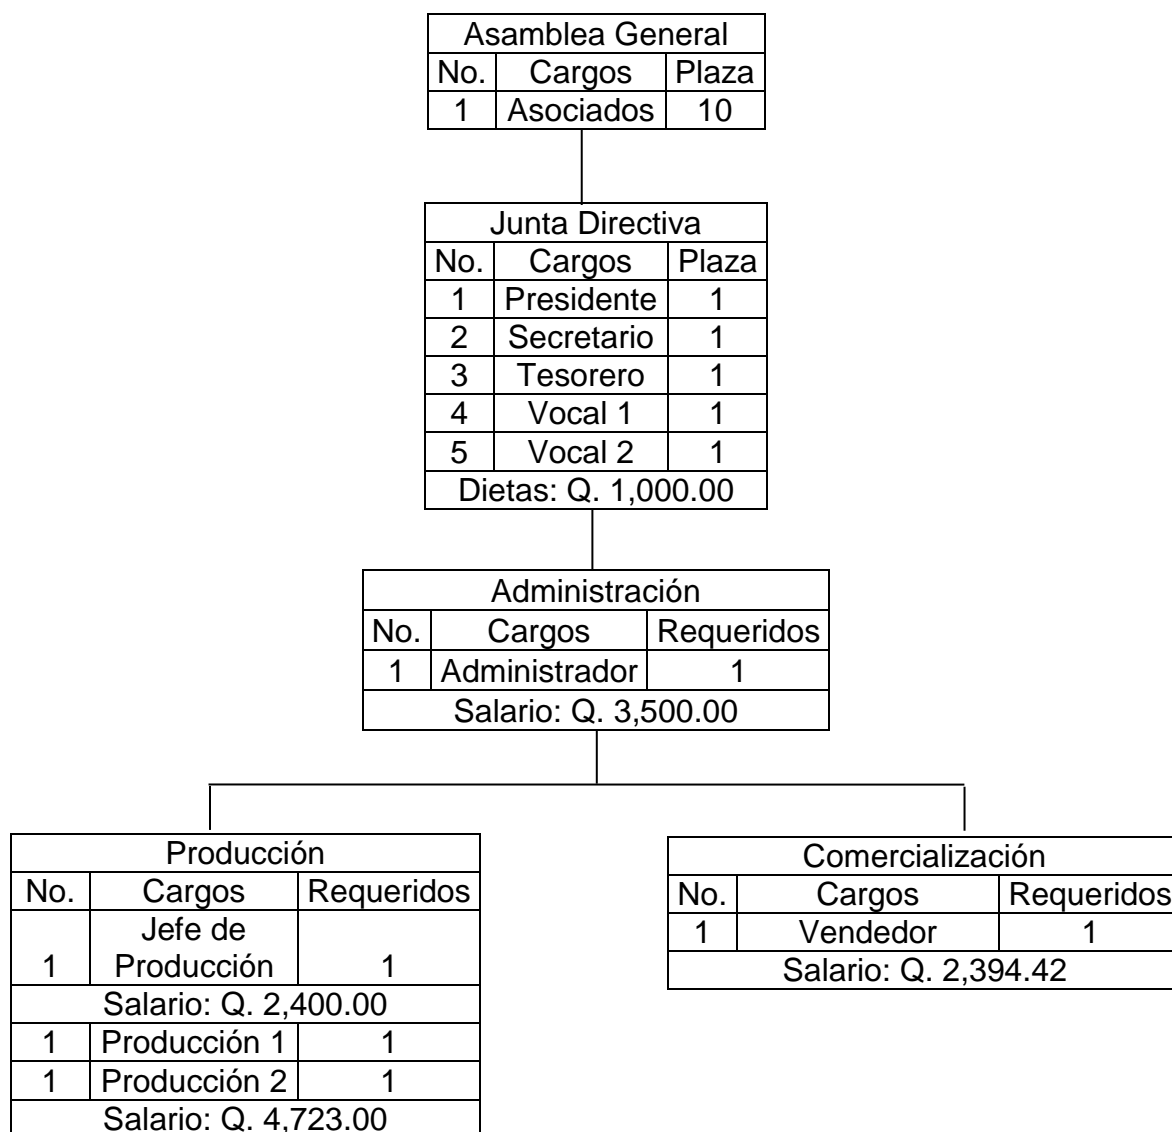 Asamblea General
No. Cargos Plaza
1 Asociados 10
Junta Directiva
No. Cargos Plaza
1 Presidente 1
2 Secretario 1
3 Tesorero 1
4 Vocal 1 1
5 Vocal 2 1
Dietas: Q. 1,000.00
Administración
No. Cargos Requeridos
1 Administrador 1
Salario: Q. 3,500.00
Producción
No. Cargos Requeridos
Jefe de
1 Producción 1
Salario: Q. 2,400.00
1 Producción 1 1
1 Producción 2 1
Salario: Q. 4,723.00
Comercialización
No. Cargos Requeridos
1 Vendedor 1
Salario: Q. 2,394.42